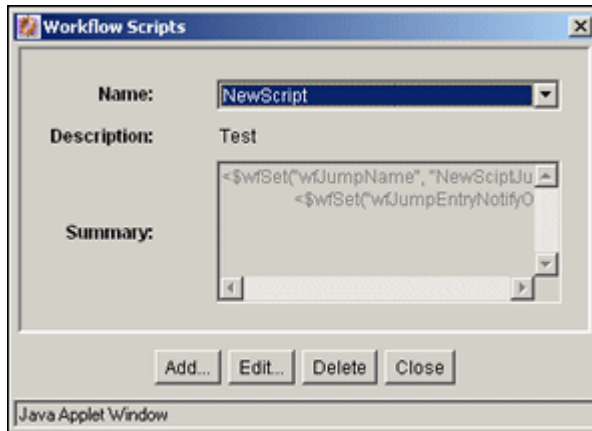 Workflow Scripts
Name: NewScript
Description: Test
Summary:
<$wfSet("wfJumpName", "NewSciptJu
<$wfSet("wfJumpEntryNotifyO
Add... Edit... Delete Close
Java Applet Window